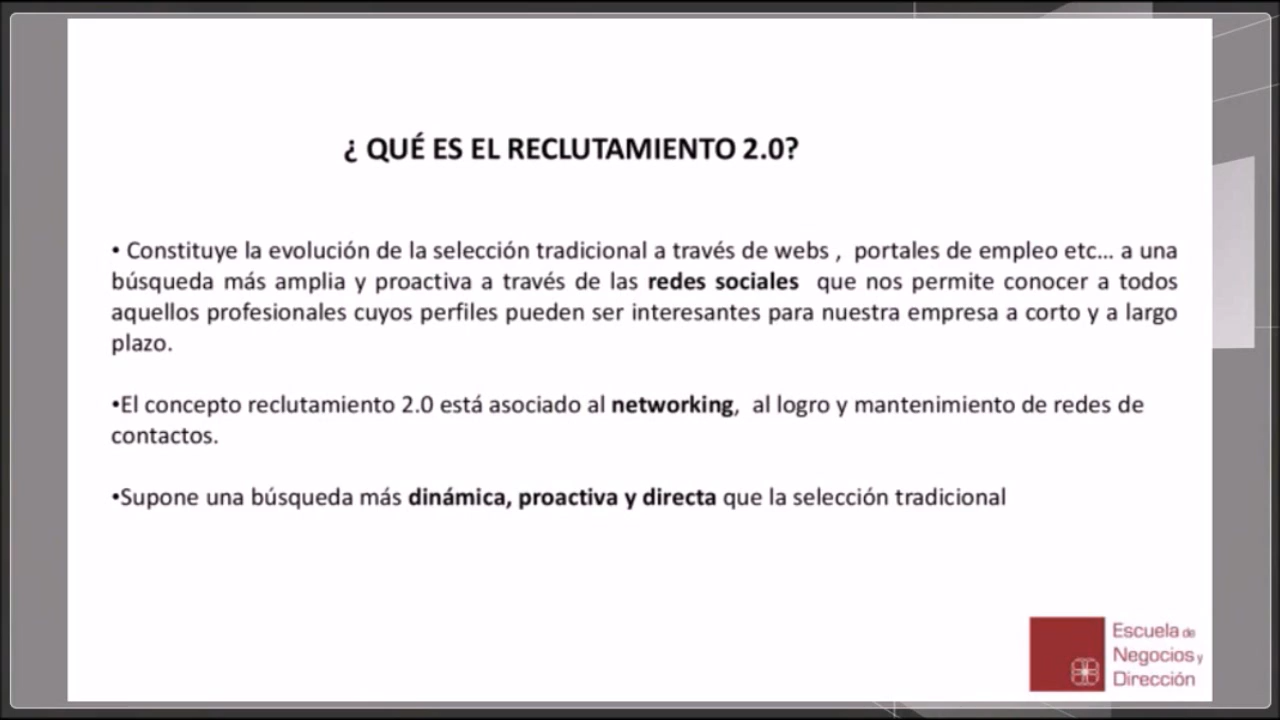 ¿ QUÉ ES EL RECLUTAMIENTO 2.0?
• Constituye la evolución de la selección tradicional a través de webs , portales de empleo etc... a una
búsqueda más amplia y proactiva a través de las redes sociales que nos permite conocer a todos
aquellos profesionales cuyos perfiles pueden ser interesantes para nuestra empresa a corto y a largo
plazo.
•El concepto reclutamiento 2.0 está asociado al networking, al logro y mantenimiento de redes de
contactos.
•Supone una búsqueda más dinámica, proactiva y directa que la selección tradicional
Escuela de
Negocios y
Dirección